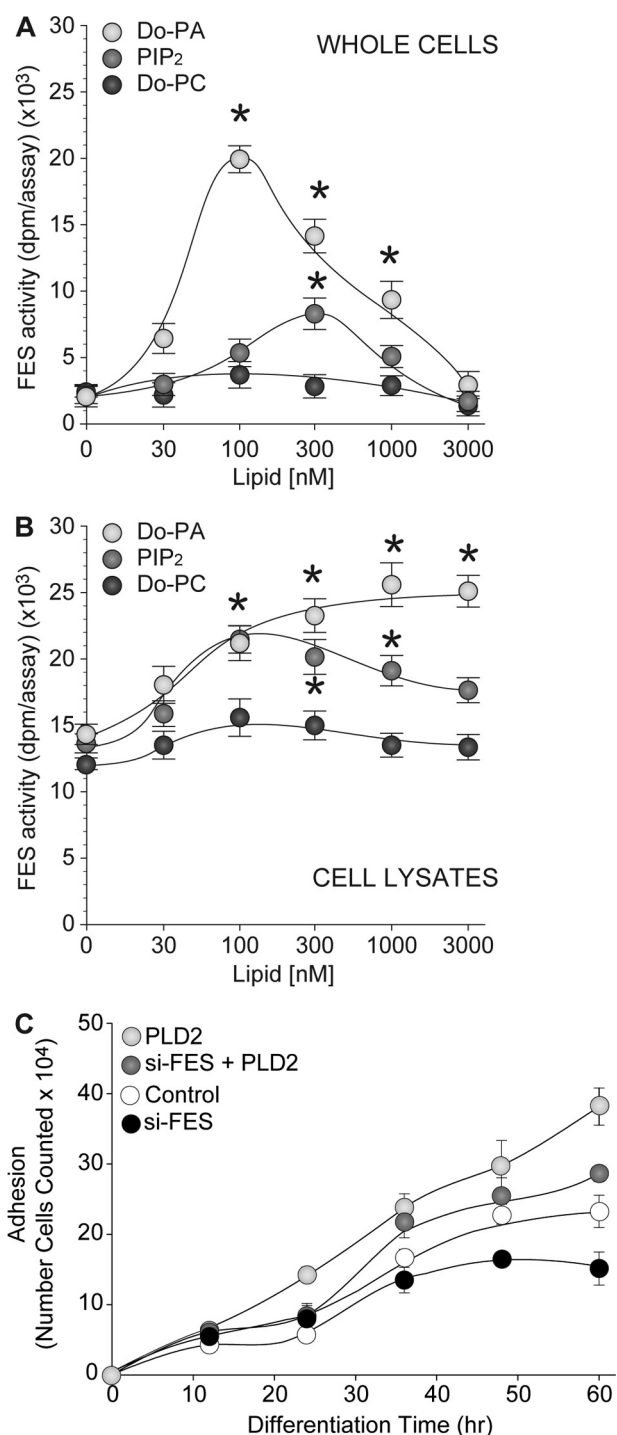 A
Do-PA
PIP₂
Do-PC
WHOLE CELLS
FES activity (dpm/assay) (x10³)
30
25
20
15
10
5
0
0 30 100 300 1000 3000
Lipid [nM]
B
Do-PA
PIP₂
Do-PC
CELL LYSATES
FES activity (dpm/assay) (x10³)
30
25
20
15
10
5
0
0 30 100 300 1000 3000
Lipid [nM]
C
PLD2
si-FES + PLD2
Control
si-FES
Adhesion
(Number Cells Counted x 10⁴)
50
40
30
20
10
0
0 10 20 30 40 50 60
Differentiation Time (hr)